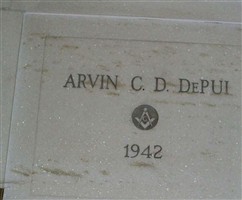 ARVIN C. D. DePUI
1942